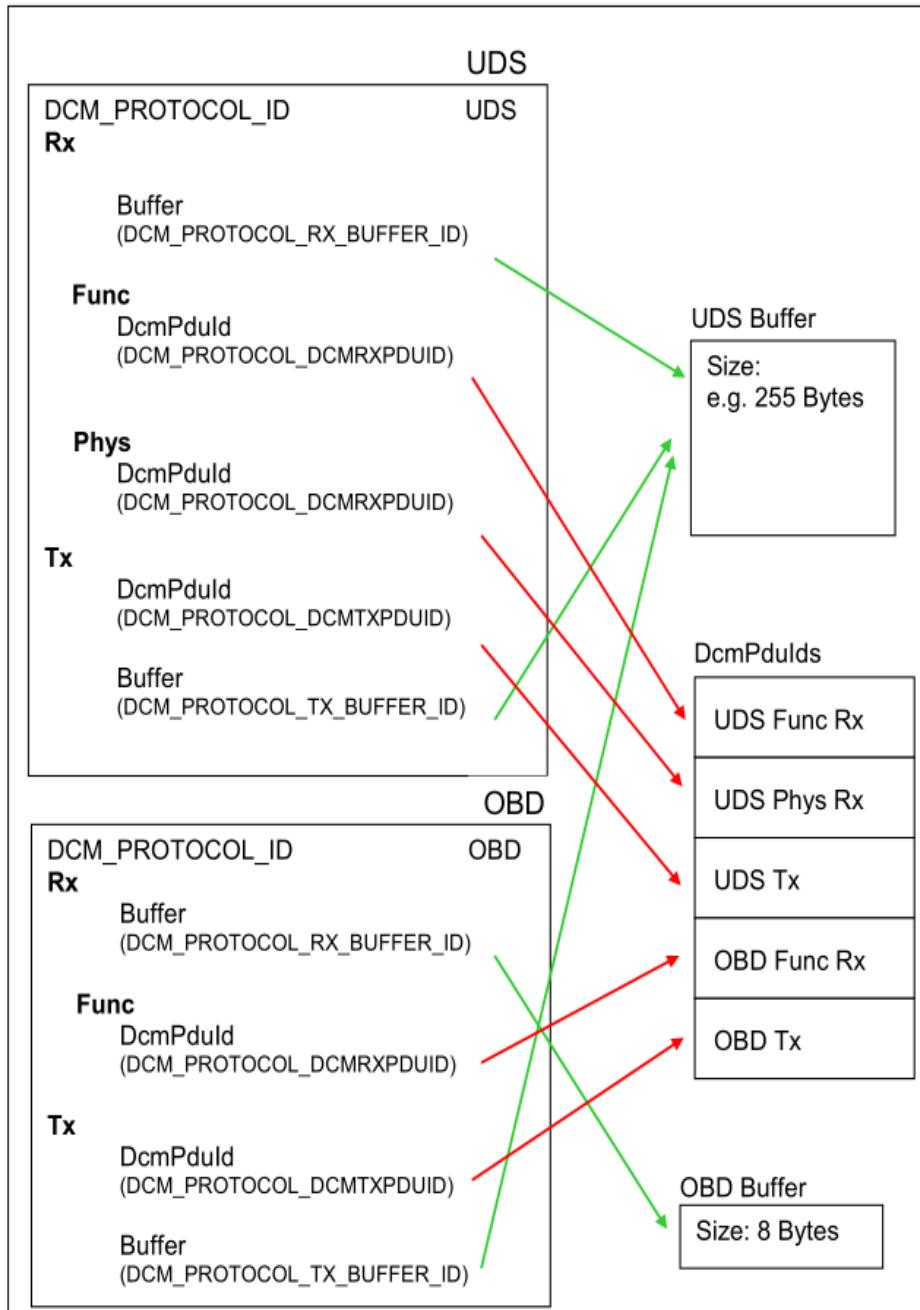 UDS
DCM_PROTOCOL_ID UDS
Rx
Buffer
(DCM_PROTOCOL_RX_BUFFER_ID)
Func
DcmPduId
(DCM_PROTOCOL_DCMRXPDUID)
Phys
DcmPduId
(DCM_PROTOCOL_DCMRXPDUID)
Tx
DcmPduId
(DCM_PROTOCOL_DCMTXPDUID)
Buffer
(DCM_PROTOCOL_TX_BUFFER_ID)
OBD
DCM_PROTOCOL_ID OBD
Rx
Buffer
(DCM_PROTOCOL_RX_BUFFER_ID)
Func
DcmPduId
(DCM_PROTOCOL_DCMRXPDUID)
Tx
DcmPduId
(DCM_PROTOCOL_DCMTXPDUID)
Buffer
(DCM_PROTOCOL_TX_BUFFER_ID)
UDS Buffer
Size:
e.g. 255 Bytes
DcmPduIds
UDS Func Rx
UDS Phys Rx
UDS Tx
OBD Func Rx
OBD Tx
OBD Buffer
Size: 8 Bytes